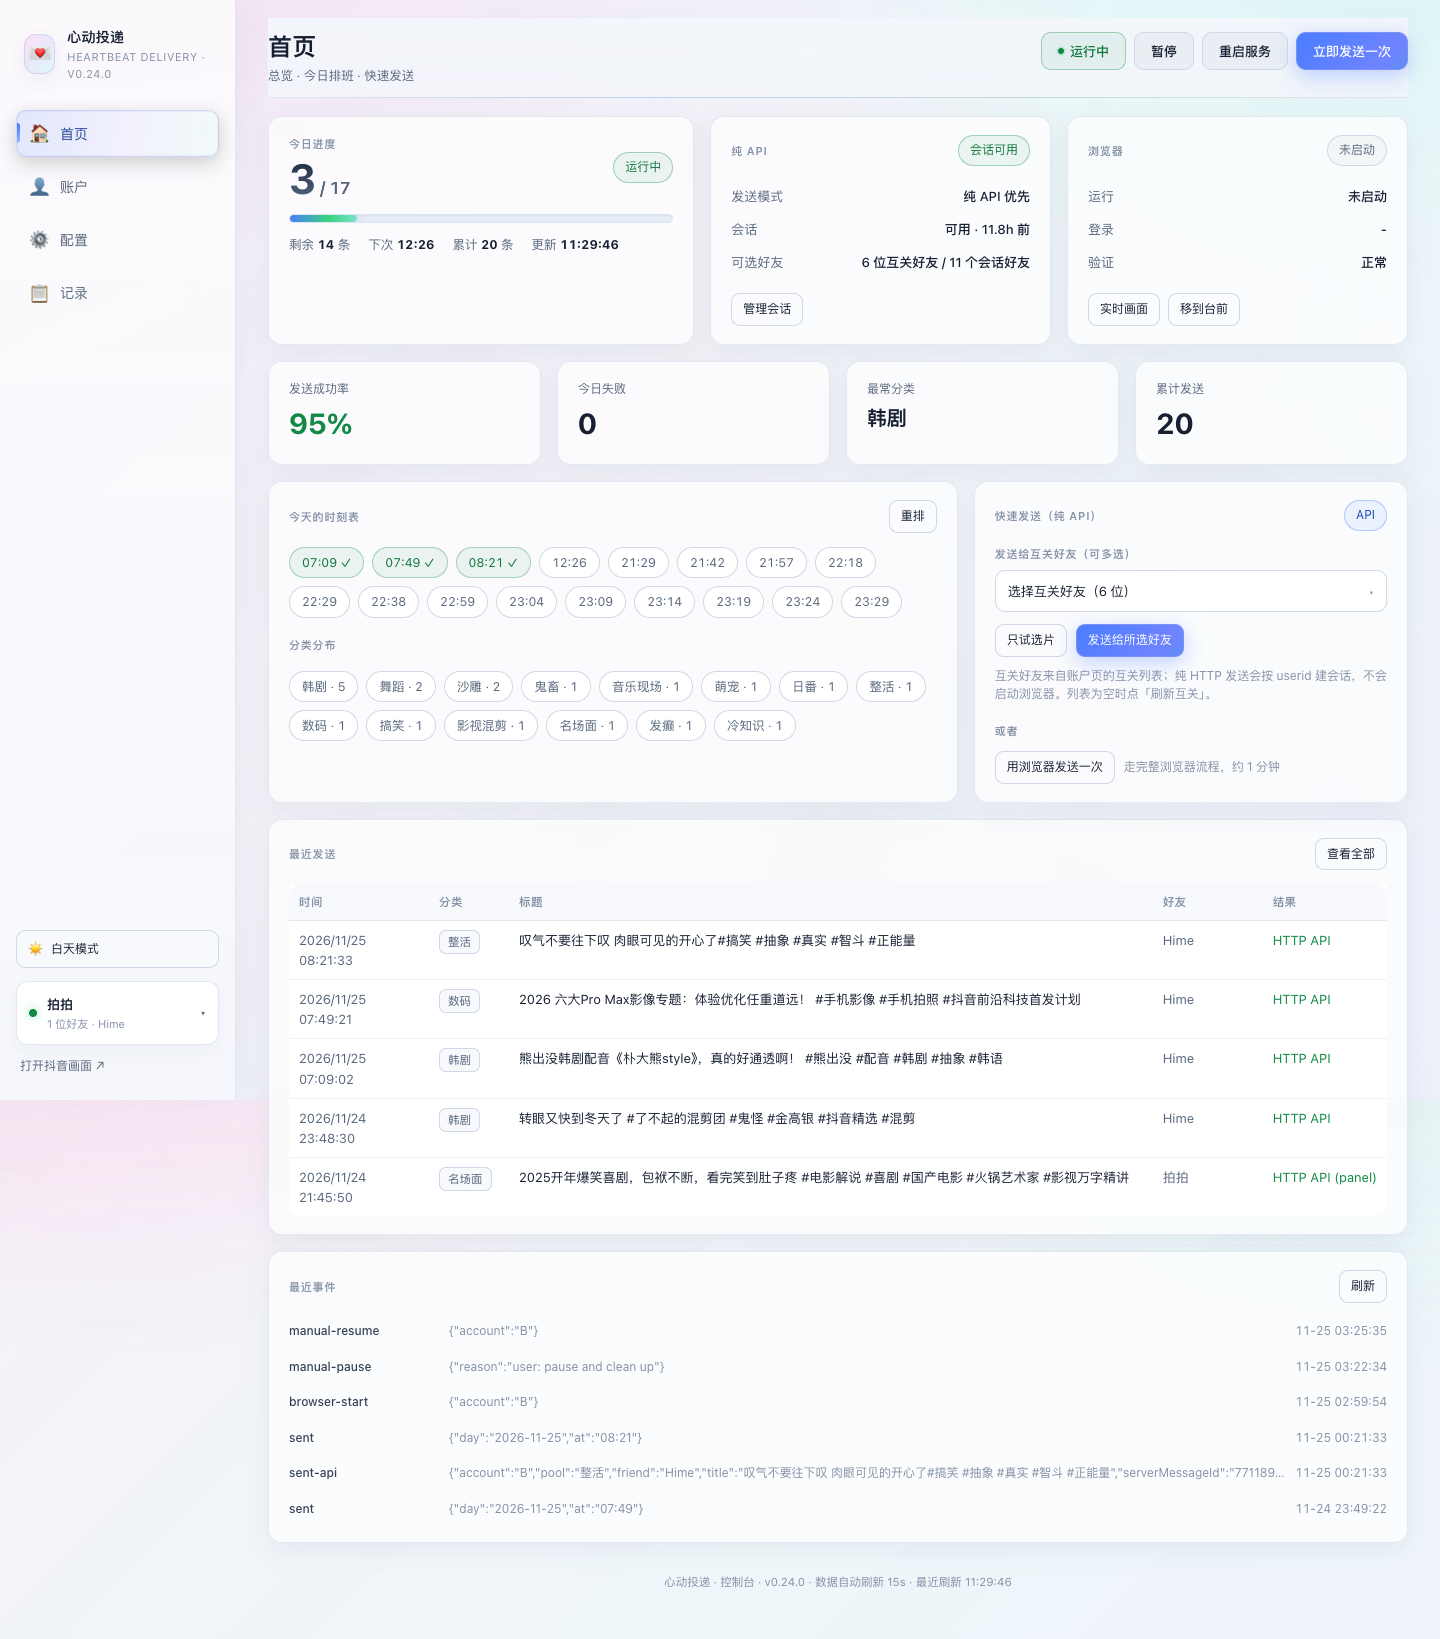 心动投递
HEARTBEAT DELIVERY ·
V0.24.0
首页
账户
配置
记录
白天模式
拍拍
1 位好友 · Hime
打开抖音画面 ↗
首页
总览 · 今日排班 · 快速发送
运行中
暂停
重启服务
立即发送一次
今日进度
3 / 17
运行中
剩余 14 条 下次 12:26 累计 20 条 更新 11:29:46
纯 API
会话可用
发送模式 纯 API 优先
会话 可用 · 11.8h 前
可选好友 6 位互关好友 / 11 个会话好友
管理会话
浏览器
未启动
运行 未启动
登录 -
验证 正常
实时画面 移到台前
发送成功率
95%
今日失败
0
最常分类
韩剧
累计发送
20
今天的时刻表
重排
07:09 ✓ 07:49 ✓ 08:21 ✓ 12:26 21:29 21:42 21:57 22:18
22:29 22:38 22:59 23:04 23:09 23:14 23:19 23:24 23:29
分类分布
韩剧 · 5 舞蹈 · 2 沙雕 · 2 鬼畜 · 1 音乐现场 · 1 萌宠 · 1 日番 · 1 整活 · 1
数码 · 1 搞笑 · 1 影视混剪 · 1 名场面 · 1 发癫 · 1 冷知识 · 1
快速发送（纯 API）
API
发送给互关好友（可多选）
选择互关好友（6 位）
只试选片 发送给所选好友
互关好友来自账户页的互关列表；纯 HTTP 发送会按 userid 建会话，不会
启动浏览器。列表为空时点「刷新互关」。
或者
用浏览器发送一次 走完整浏览器流程，约 1 分钟
最近发送
查看全部
时间 分类 标题 好友 结果
2026/11/25 整活 叹气不要往下叹 肉眼可见的开心了#搞笑 #抽象 #真实 #智斗 #正能量 Hime HTTP API
08:21:33
2026/11/25 数码 2026 六大Pro Max影像专题：体验优化任重道远！ #手机影像 #手机拍照 #抖音前沿科技首发计划 Hime HTTP API
07:49:21
2026/11/25 韩剧 熊出没韩剧配音《朴大熊style》，真的好通透啊！ #熊出没 #配音 #韩剧 #抽象 #韩语 Hime HTTP API
07:09:02
2026/11/24 韩剧 转眼又快到冬天了 #了不起的混剪团 #鬼怪 #金高银 #抖音精选 #混剪 Hime HTTP API
23:48:30
2026/11/24 名场面 2025开年爆笑喜剧，包袱不断，看完笑到肚子疼 #电影解说 #喜剧 #国产电影 #火锅艺术家 #影视万字精讲 拍拍 HTTP API (panel)
21:45:50
最近事件
刷新
manual-resume {"account":"B"} 11-25 03:25:35
manual-pause {"reason":"user: pause and clean up"} 11-25 03:22:34
browser-start {"account":"B"} 11-25 02:59:54
sent {"day":"2026-11-25","at":"08:21"} 11-25 00:21:33
sent-api {"account":"B","pool":"整活","friend":"Hime","title":"叹气不要往下叹 肉眼可见的开心了#搞笑 #抽象 #真实 #智斗 #正能量","serverMessageId":"771189... 11-25 00:21:33
sent {"day":"2026-11-25","at":"07:49"} 11-24 23:49:22
心动投递 · 控制台 · v0.24.0 · 数据自动刷新 15s · 最近刷新 11:29:46